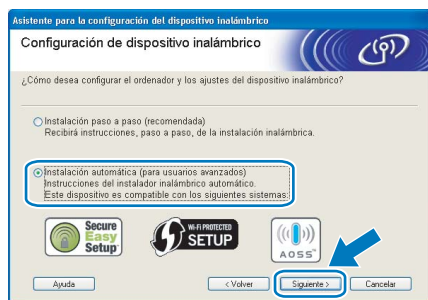 Asistente para la configuración del dispositivo inalámbrico
Configuración de dispositivo inalámbrico
¿Cómo desea configurar el ordenador y los ajustes del dispositivo inalámbrico?
Instalación paso a paso (recomendada)
Recibirá instrucciones, paso a paso, de la instalación inalámbrica.
Instalación automática (para usuarios avanzados)
Instrucciones del instalador inalámbrico automático.
Este dispositivo es compatible con los siguientes sistemas:
Secure
Easy
Setup
WI-FI PROTECTED
SETUP
AOSS
Ayuda
< Volver
Siguiente >
Cancelar